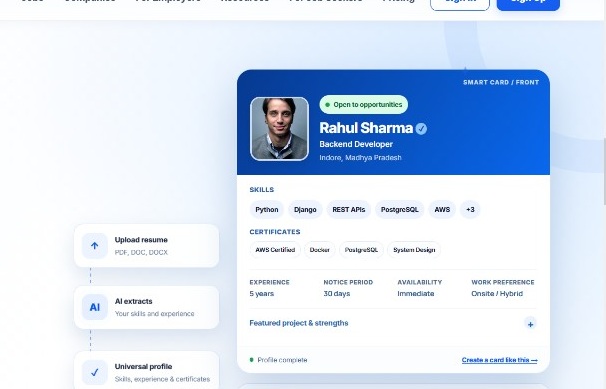 Jobs Companies For Employers Resources For Job Seekers Pricing Sign In Sign Up
SMART CARD / FRONT
Open to opportunities
Rahul Sharma
Backend Developer
Indore, Madhya Pradesh
SKILLS
Python Django REST APIs PostgreSQL AWS +3
CERTIFICATES
AWS Certified Docker PostgreSQL System Design
EXPERIENCE NOTICE PERIOD AVAILABILITY WORK PREFERENCE
5 years 30 days Immediate Onsite / Hybrid
Featured project & strengths +
Profile complete Create a card like this →
Upload resume
PDF, DOC, DOCX
AI AI extracts
Your skills and experience
Universal profile
Skills, experience & certificates